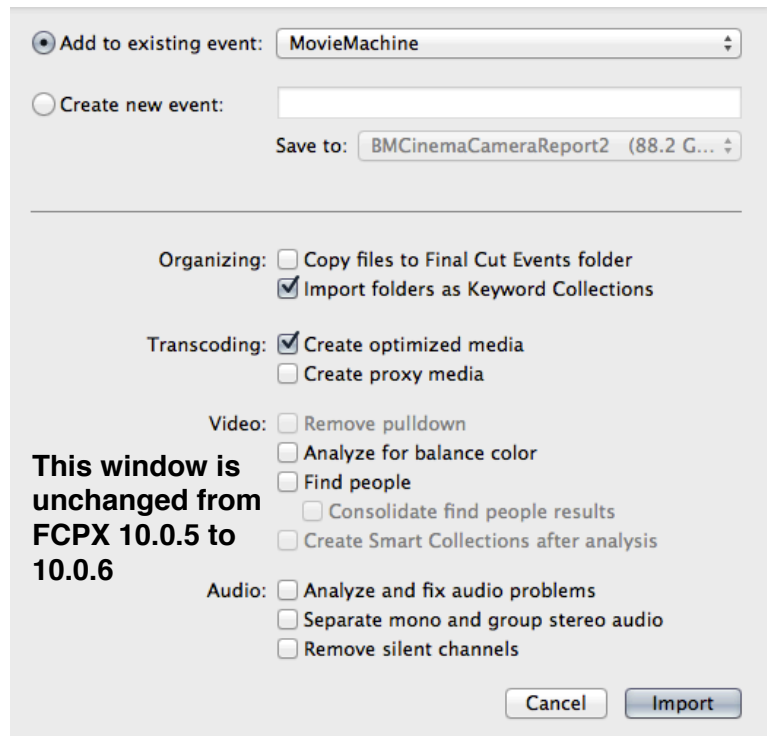 Add to existing event: MovieMachine
Create new event:
Save to: BMCinemaCameraReport2 (88.2 G...
Organizing: Copy files to Final Cut Events folder
Import folders as Keyword Collections
Transcoding: Create optimized media
Create proxy media
Video: Remove pulldown
Analyze for balance color
Find people
Consolidate find people results
Create Smart Collections after analysis
This window is
unchanged from
FCPX 10.0.5 to
10.0.6
Audio: Analyze and fix audio problems
Separate mono and group stereo audio
Remove silent channels
Cancel Import